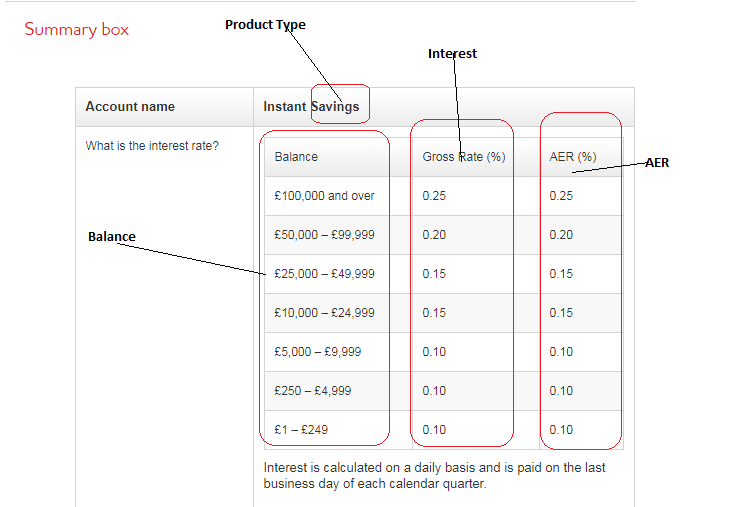 Summary box
Product Type
Interest
Account name
Instant Savings
What is the interest rate?
Balance
Gross Rate (%)
AER (%)
AER
£100,000 and over
0.25
0.25
£50,000 – £99,999
0.20
0.20
Balance
£25,000 – £49,999
0.15
0.15
£10,000 – £24,999
0.15
0.15
£5,000 – £9,999
0.10
0.10
£250 – £4,999
0.10
0.10
£1 – £249
0.10
0.10
Interest is calculated on a daily basis and is paid on the last
business day of each calendar quarter.